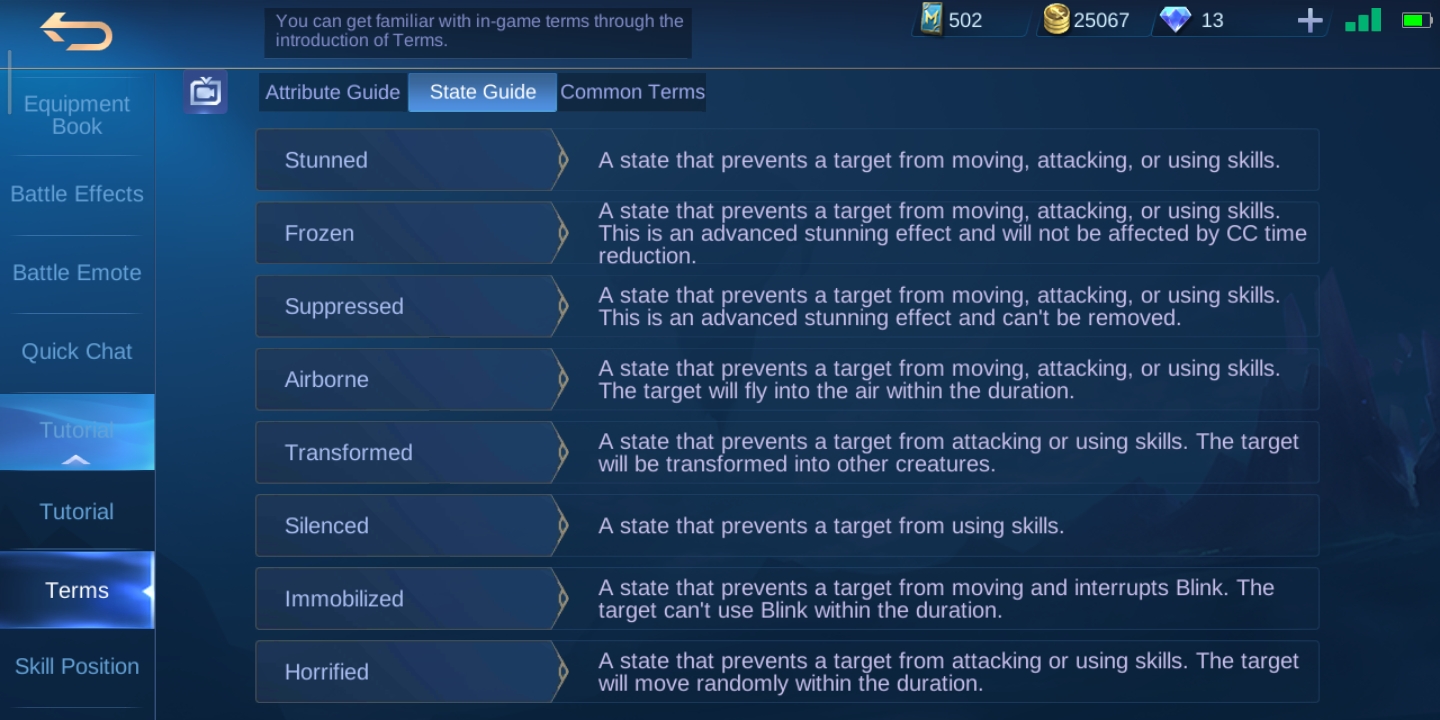 You can get familiar with in-game terms through the
introduction of Terms.
502
25067
13
Equipment
Book
Battle Effects
Battle Emote
Quick Chat
Tutorial
Tutorial
Terms
Skill Position
Attribute Guide
State Guide
Common Terms
Stunned
A state that prevents a target from moving, attacking, or using skills.
Frozen
A state that prevents a target from moving, attacking, or using skills.
This is an advanced stunning effect and will not be affected by CC time
reduction.
Suppressed
A state that prevents a target from moving, attacking, or using skills.
This is an advanced stunning effect and can't be removed.
Airborne
A state that prevents a target from moving, attacking, or using skills.
The target will fly into the air within the duration.
Transformed
A state that prevents a target from attacking or using skills. The target
will be transformed into other creatures.
Silenced
A state that prevents a target from using skills.
Immobilized
A state that prevents a target from moving and interrupts Blink. The
target can't use Blink within the duration.
Horrified
A state that prevents a target from attacking or using skills. The target
will move randomly within the duration.